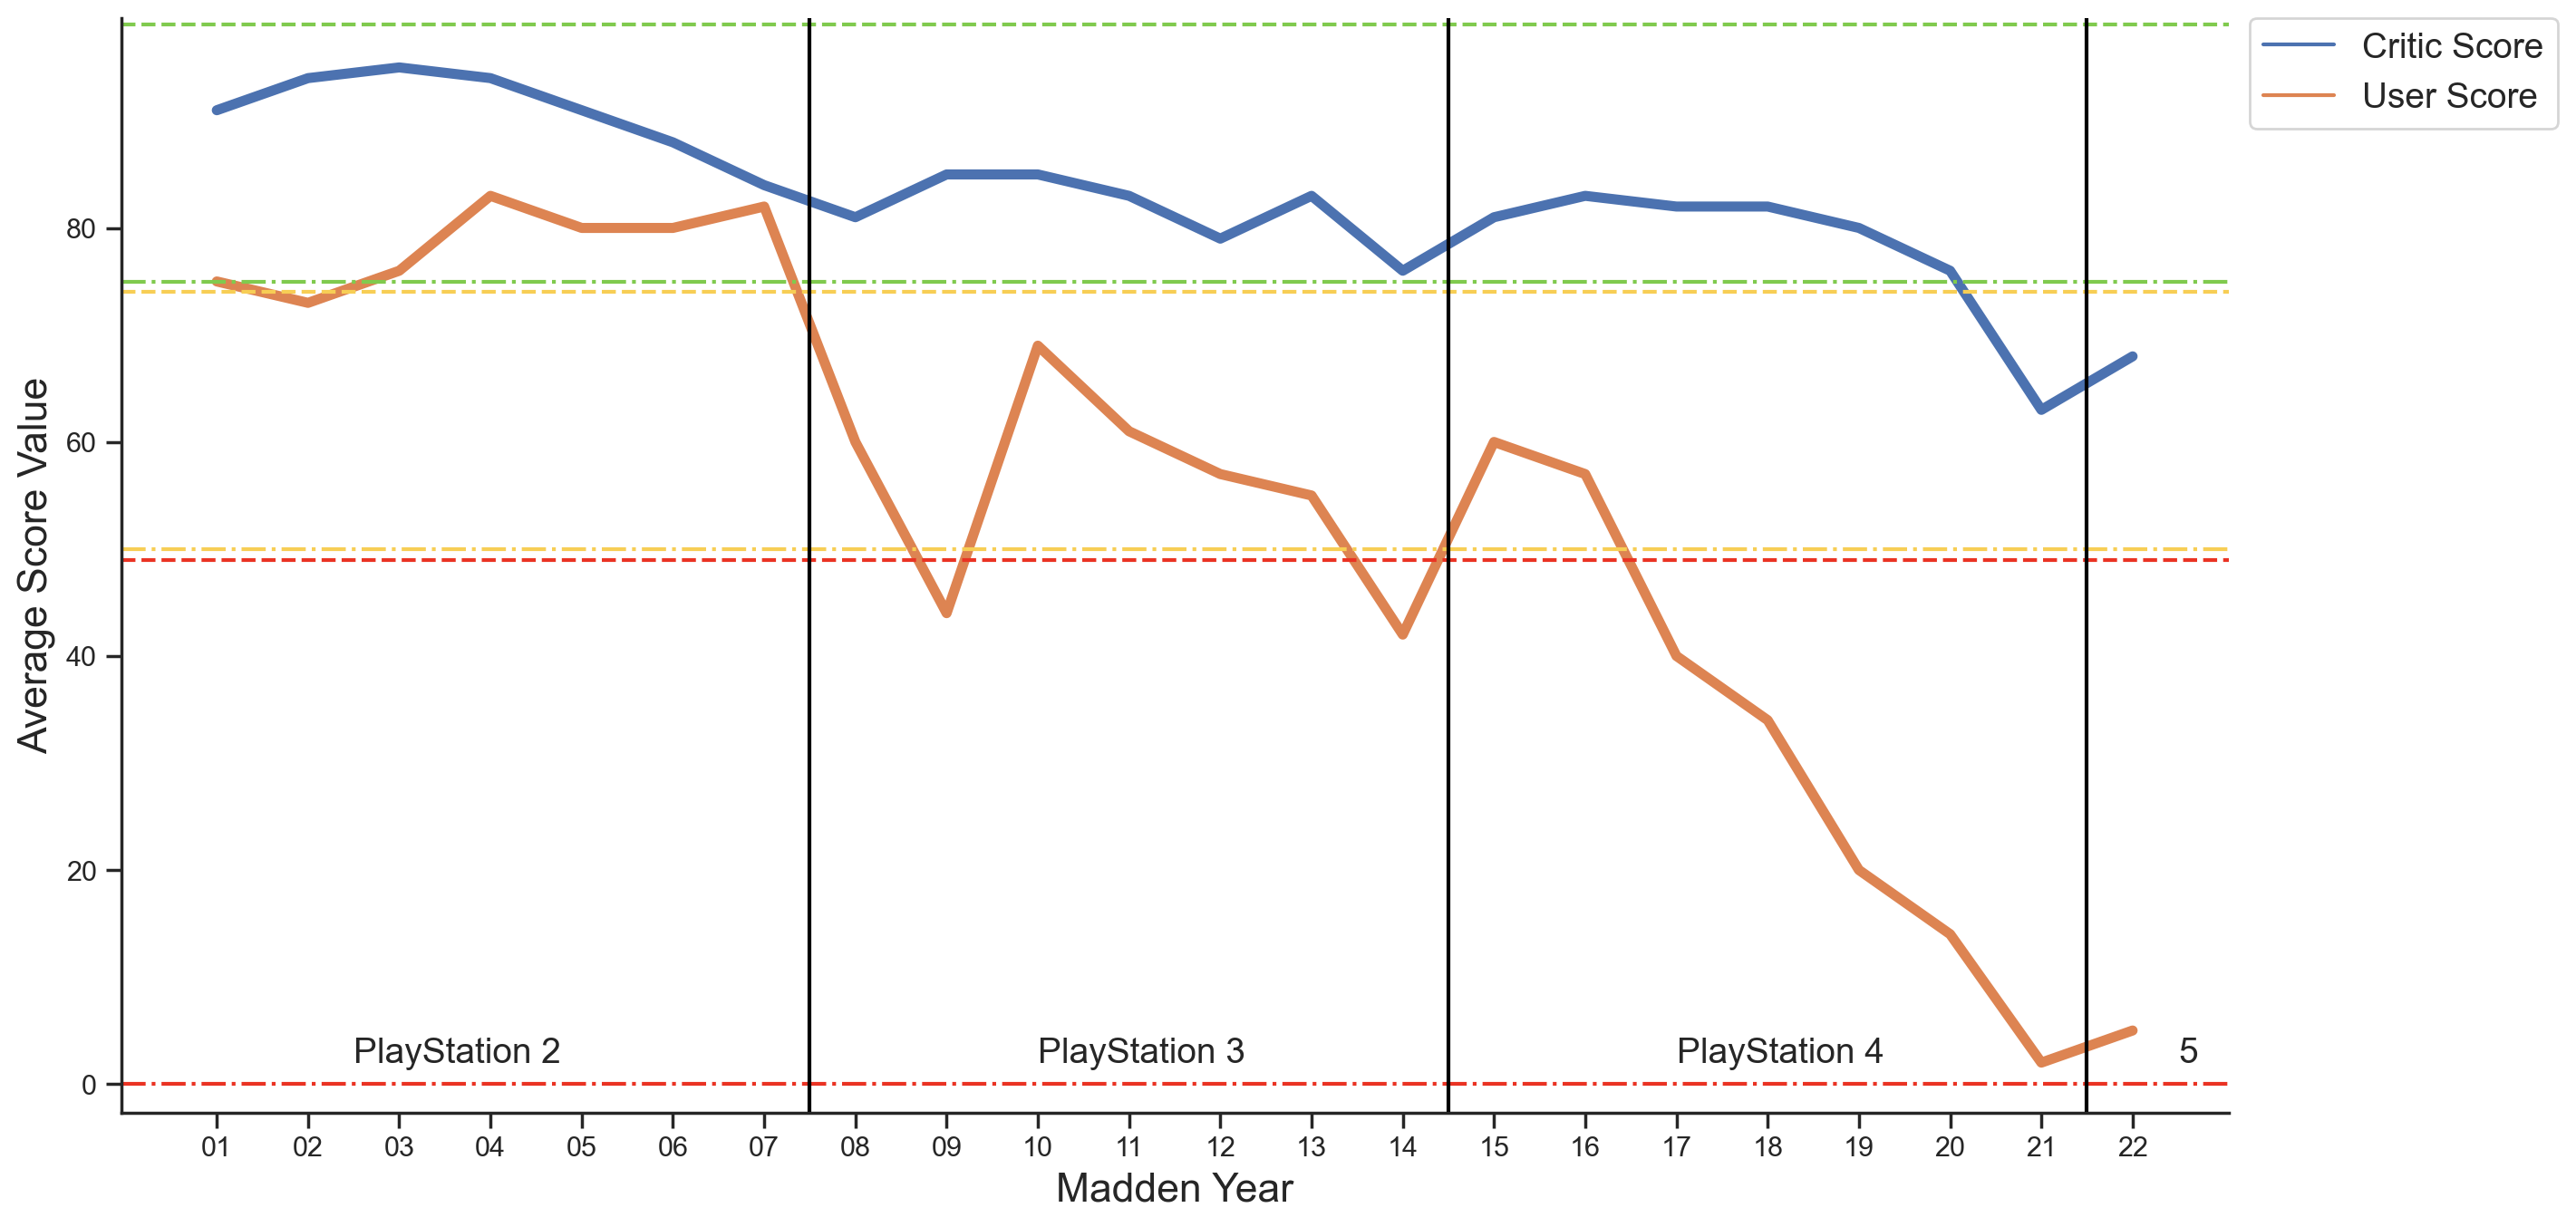 Critic Score
User Score
Average Score Value
80
60
40
20
0
PlayStation 2
PlayStation 3
PlayStation 4
5
01 02 03 04 05 06 07 08 09 10 11 12 13 14 15 16 17 18 19 20 21 22
Madden Year